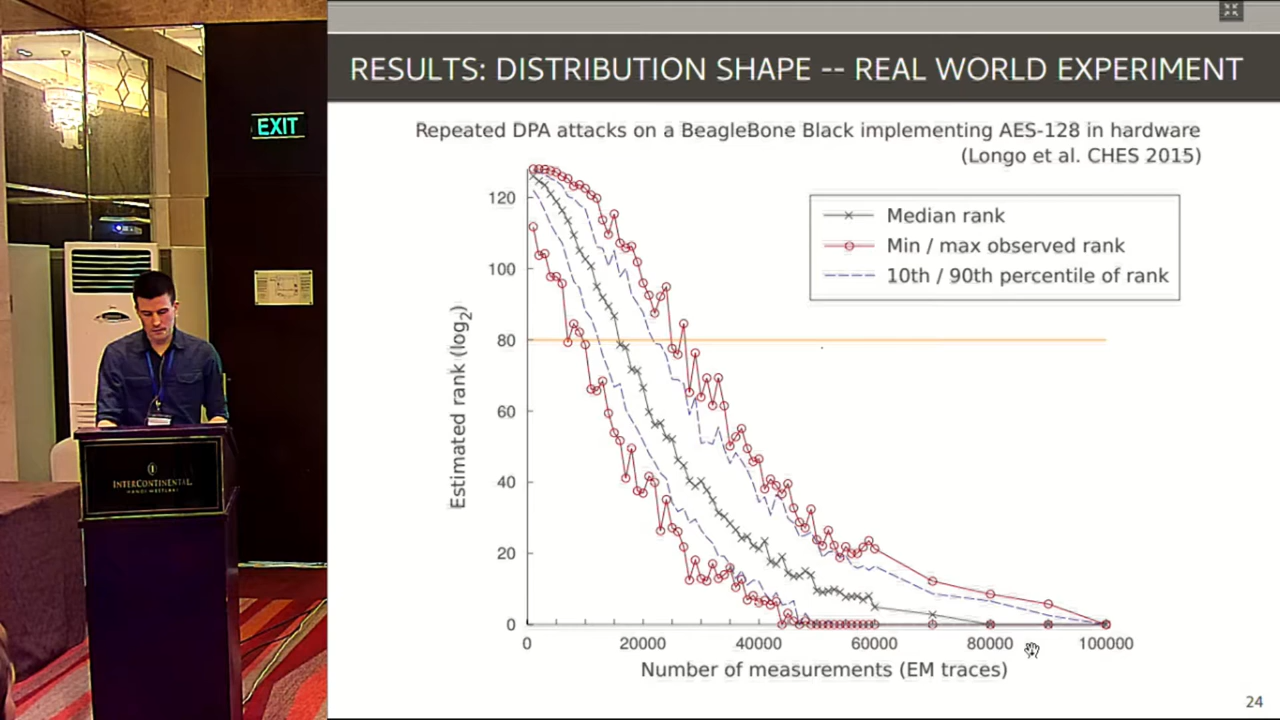 EXIT
INTERCONTINENTAL
HANOI WESTLAKE
RESULTS: DISTRIBUTION SHAPE -- REAL WORLD EXPERIMENT
Repeated DPA attacks on a BeagleBone Black implementing AES-128 in hardware
(Longo et al. CHES 2015)
Median rank
Min / max observed rank
10th / 90th percentile of rank
Estimated rank (log2)
120
100
80
60
40
20
0
0 20000 40000 60000 80000 100000
Number of measurements (EM traces)
24